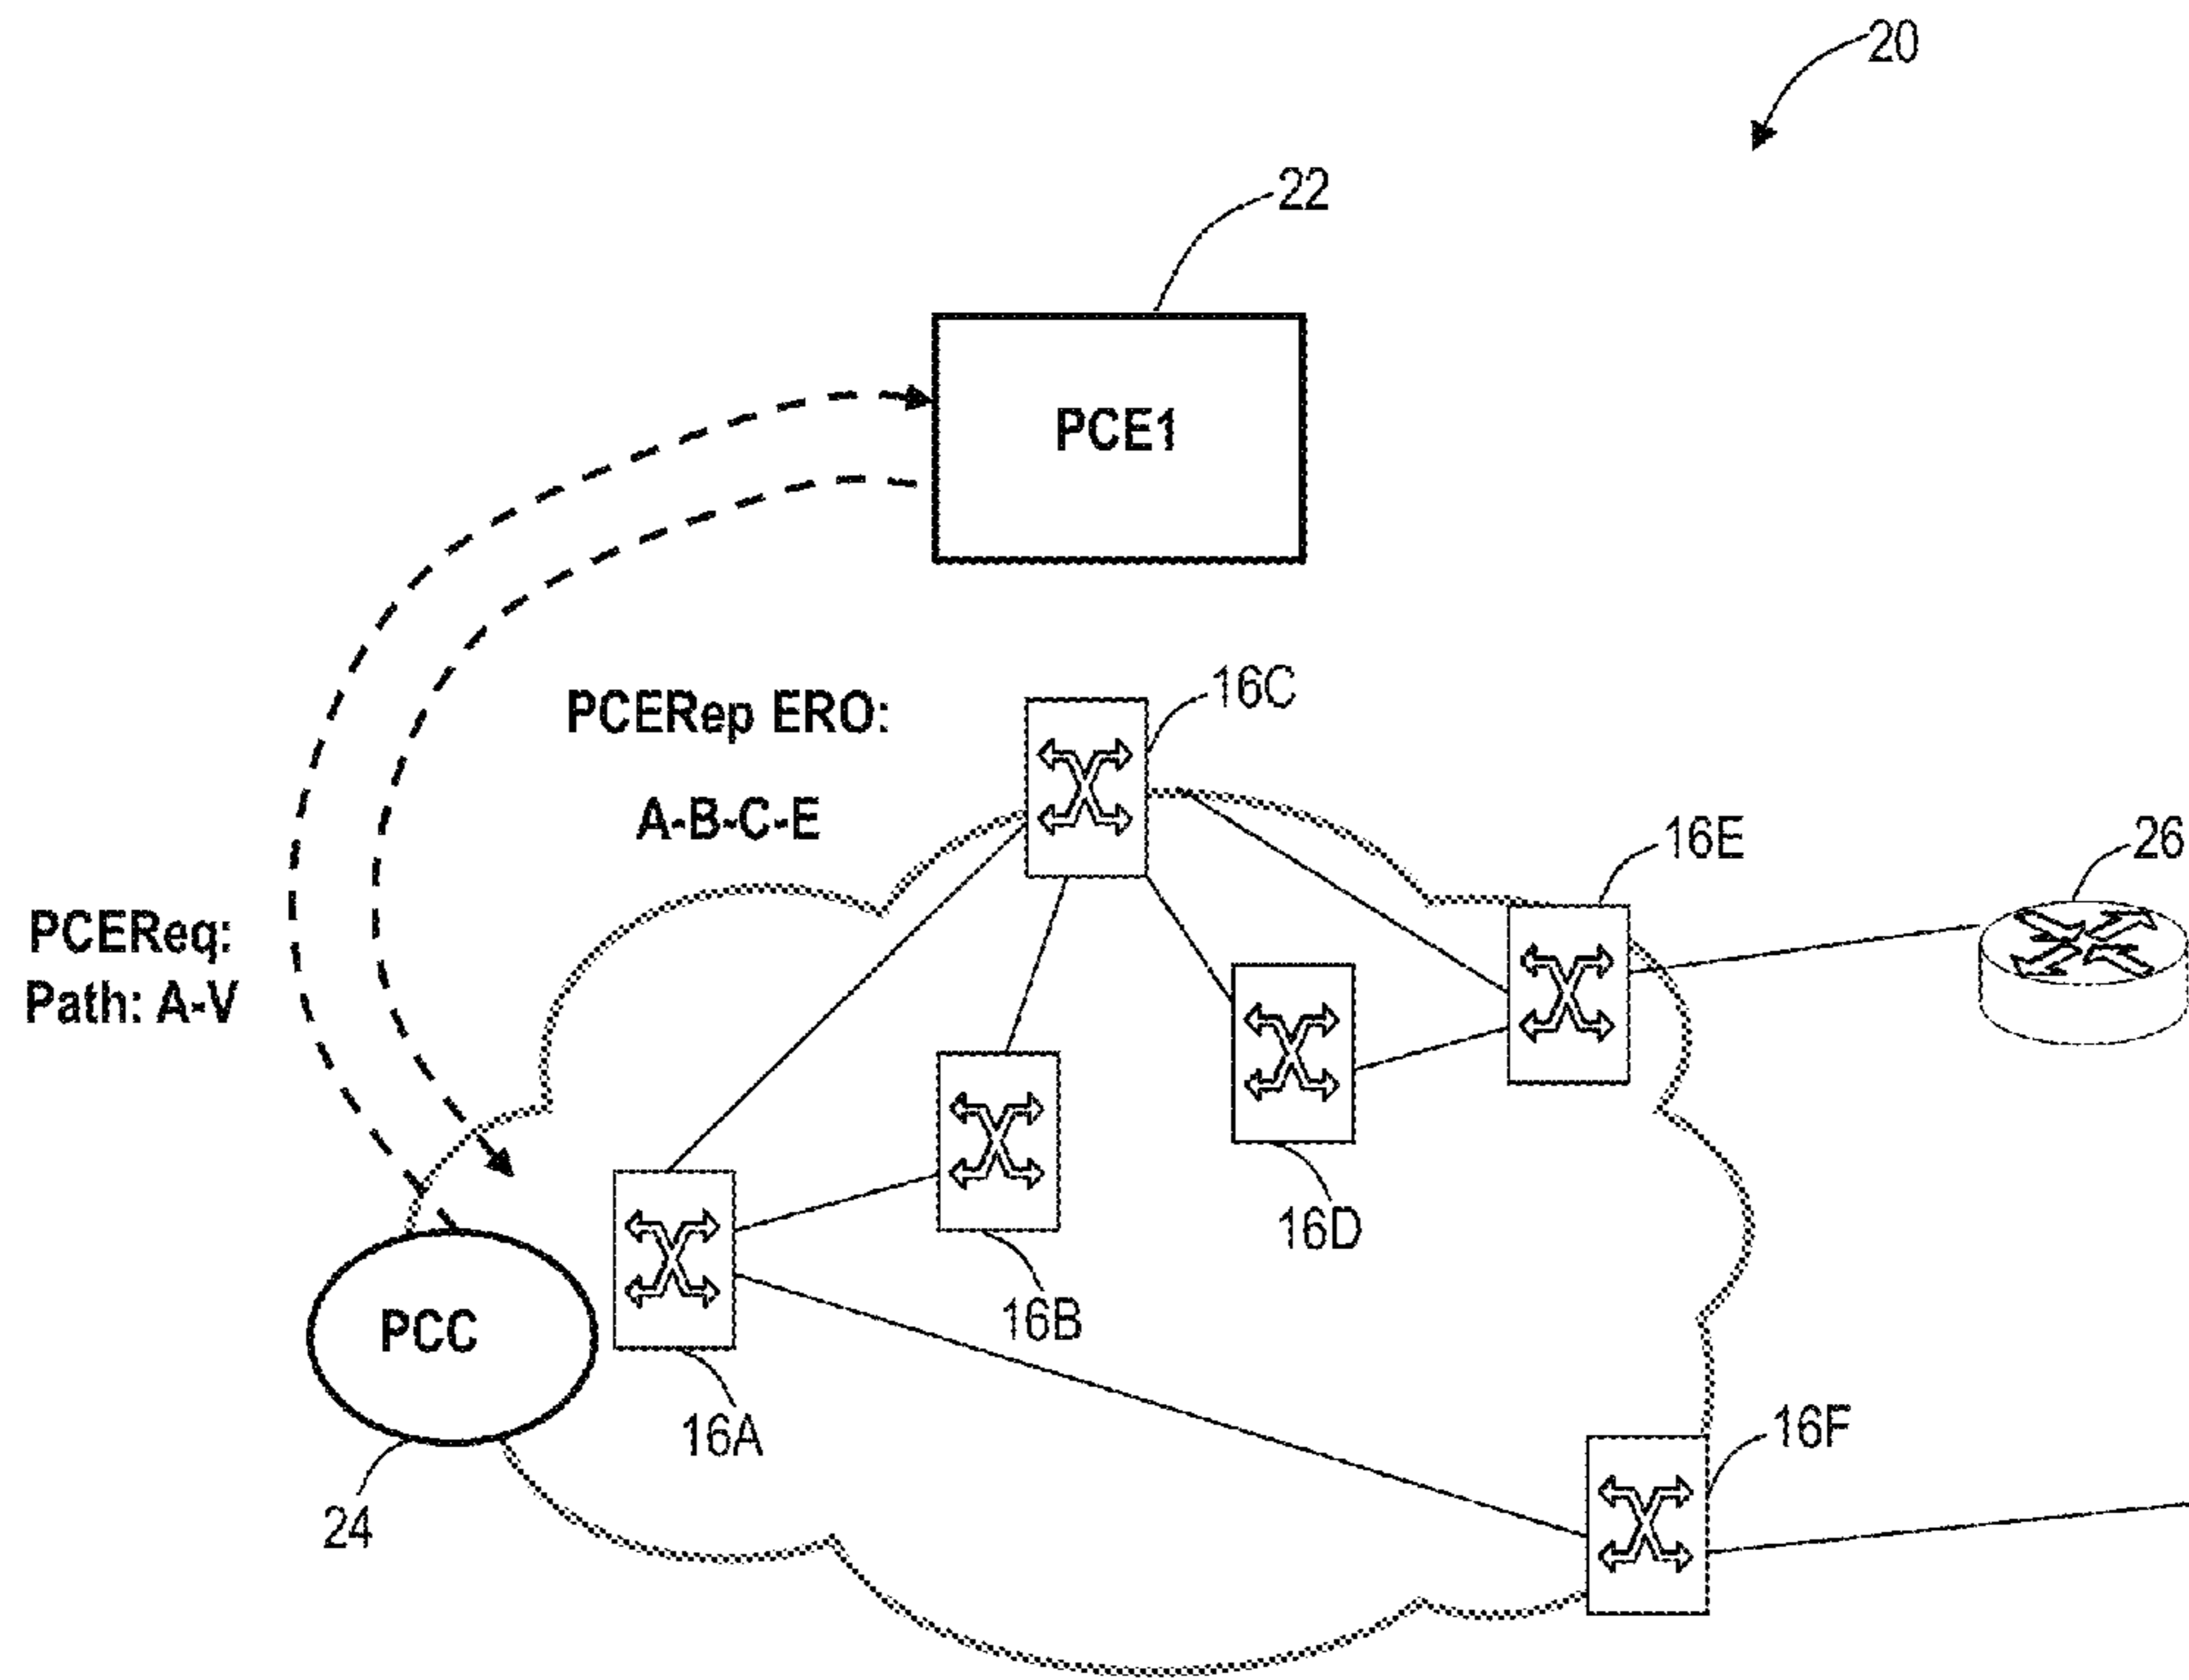 20
22
PCE1
PCERep ERO:
A-B-C-E
16C
16E
26
PCEReq:
Path: A-V
16D
16B
PCC
16A
16F
24